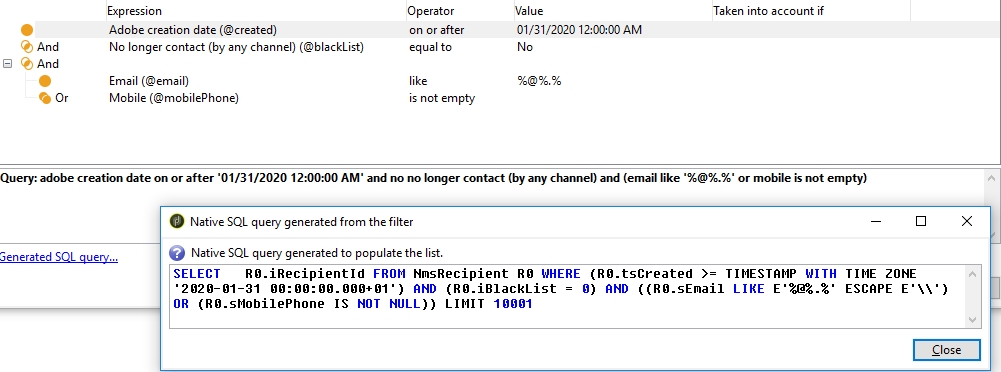 Expression Operator Value Taken into account if
Adobe creation date (@created) on or after 01/31/2020 12:00:00 AM
And No longer contact (by any channel) (@blackList) equal to No
And
Email (@email) like %@%.%
Or Mobile (@mobilePhone) is not empty
Query: adobe creation date on or after '01/31/2020 12:00:00 AM' and no no longer contact (by any channel) and (email like '%@%.%' or mobile is not empty)
Generated SQL query...
Native SQL query generated from the filter
Native SQL query generated to populate the list.
SELECT R0.iRecipientId FROM NmsRecipient R0 WHERE (R0.tsCreated >= TIMESTAMP WITH TIME ZONE
'2020-01-31 00:00:00.000+01') AND (R0.iBlackList = 0) AND ((R0.sEmail LIKE E'%@%.%' ESCAPE E'\\')
OR (R0.sMobilePhone IS NOT NULL)) LIMIT 10001
Close